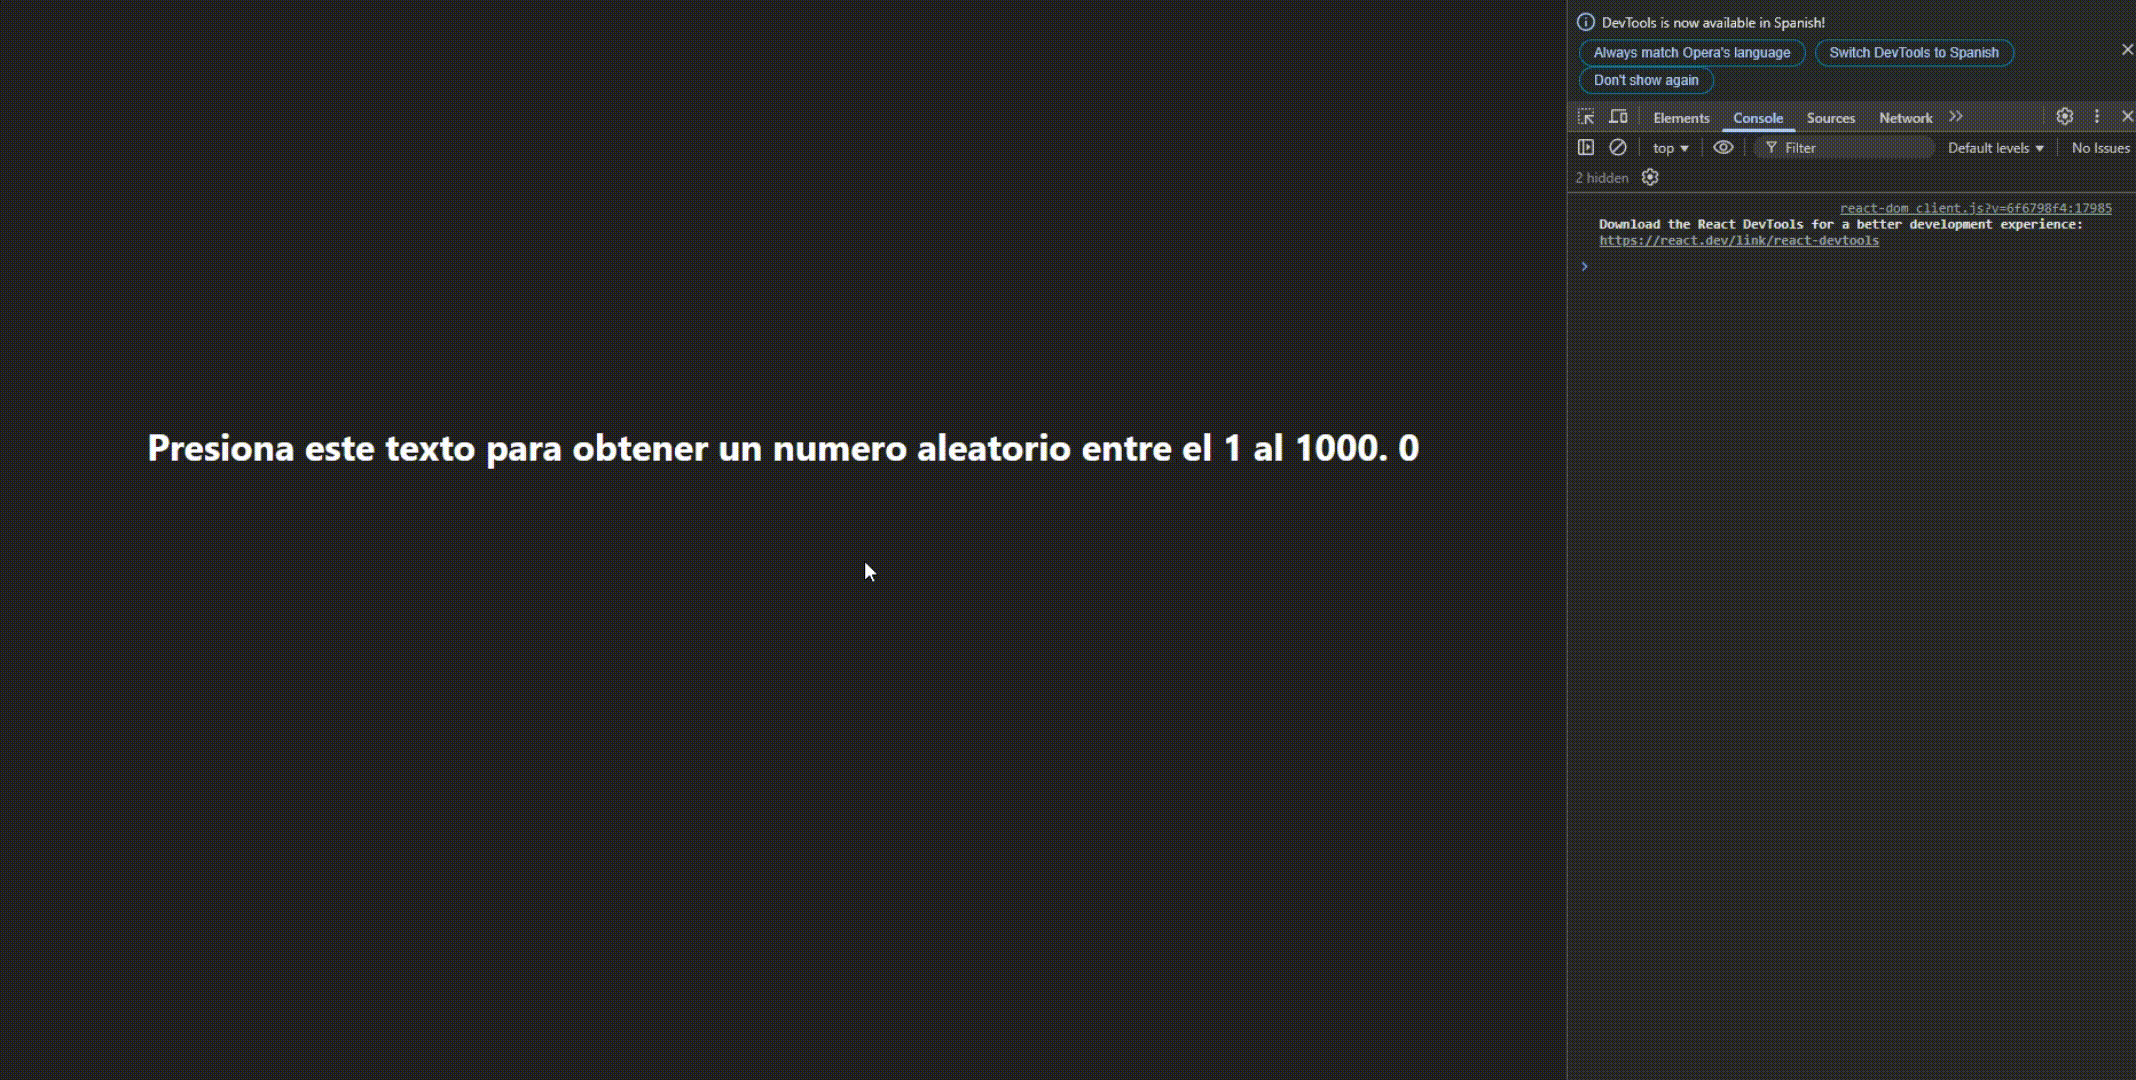 DevTools is now available in Spanish!
Always match Opera's language Switch DevTools to Spanish
Don't show again
Elements Console Sources Network
top Filter Default levels No Issues
2 hidden
react-dom_client.js?v=6f6798f4:17985
Download the React DevTools for a better development experience:
https://react.dev/link/react-devtools
Presiona este texto para obtener un numero aleatorio entre el 1 al 1000. 0